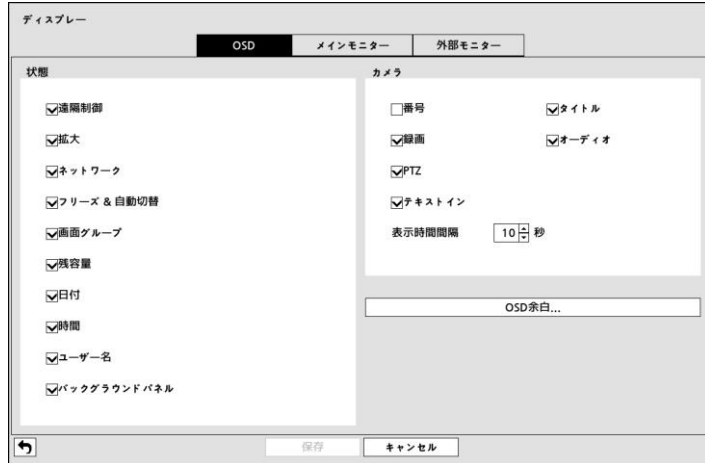 ディスプレー
OSD メインモニター 外部モニター
状態
遠隔制御
拡大
ネットワーク
フリーズ & 自動切替
画面グループ
残容量
日付
時間
ユーザー名
バックグラウンドパネル
カメラ
番号 タイトル
録画 オーディオ
PTZ
テキストイン
表示時間間隔 10 秒
OSD余白...
保存 キャンセル